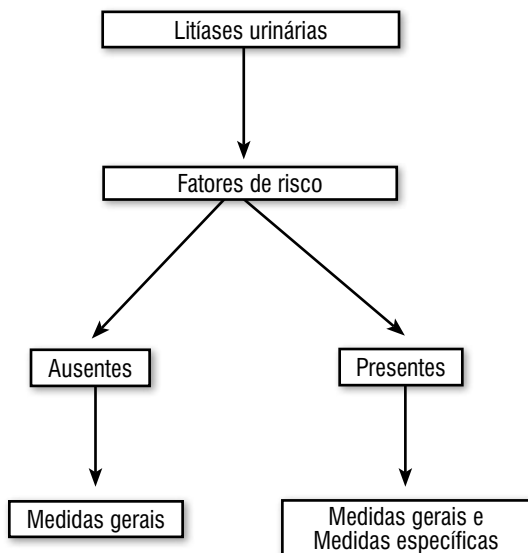 Litíases urinárias
Fatores de risco
Ausentes
Presentes
Medidas gerais
Medidas gerais e
Medidas específicas